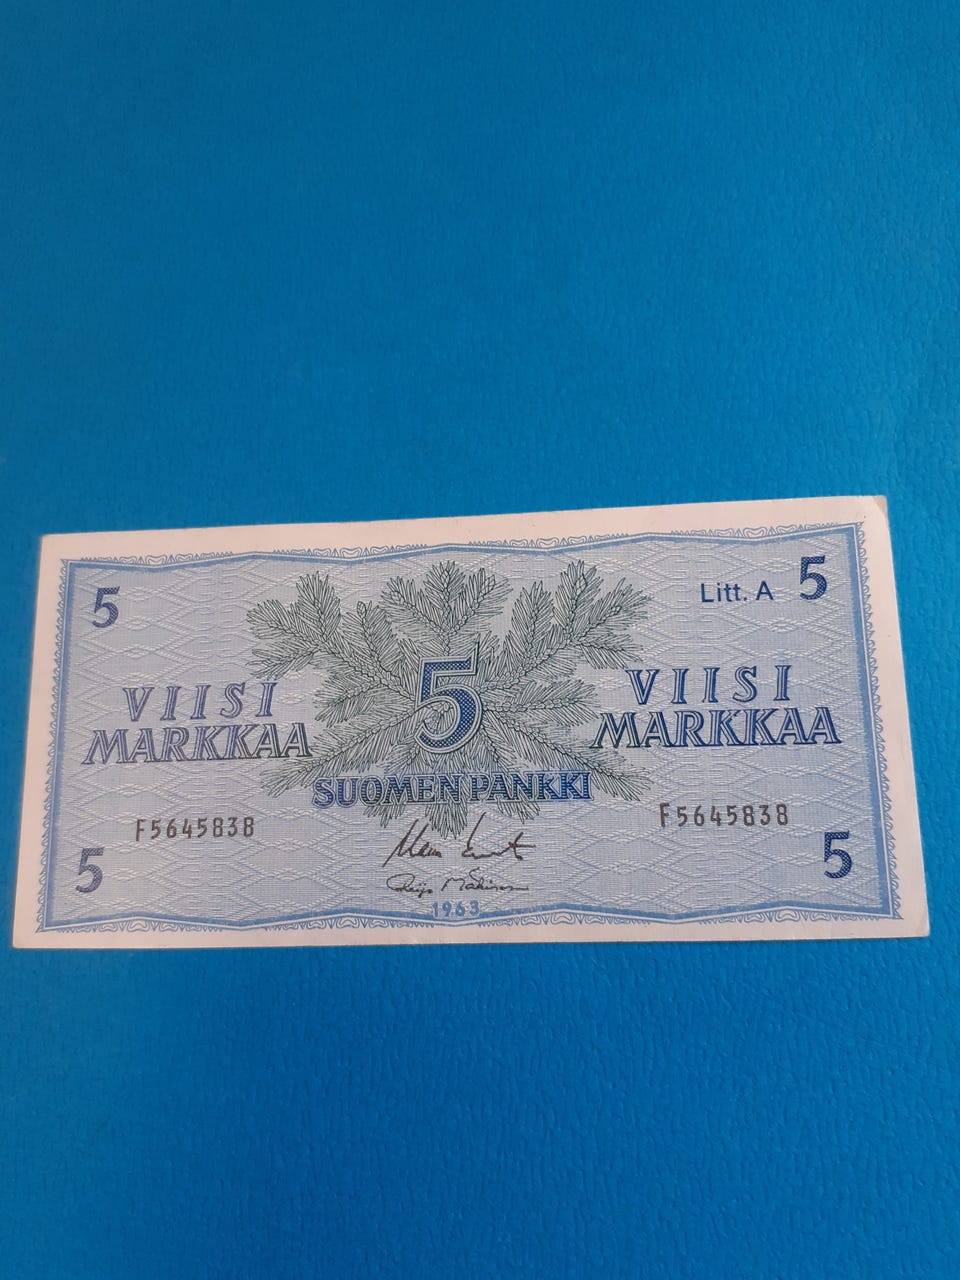 5
Litt. A 5
VIISI
MARKKAA
5
VIISI
MARKKAA
SUOMEN PANKKI
F5645838
F5645838
5
5
1963